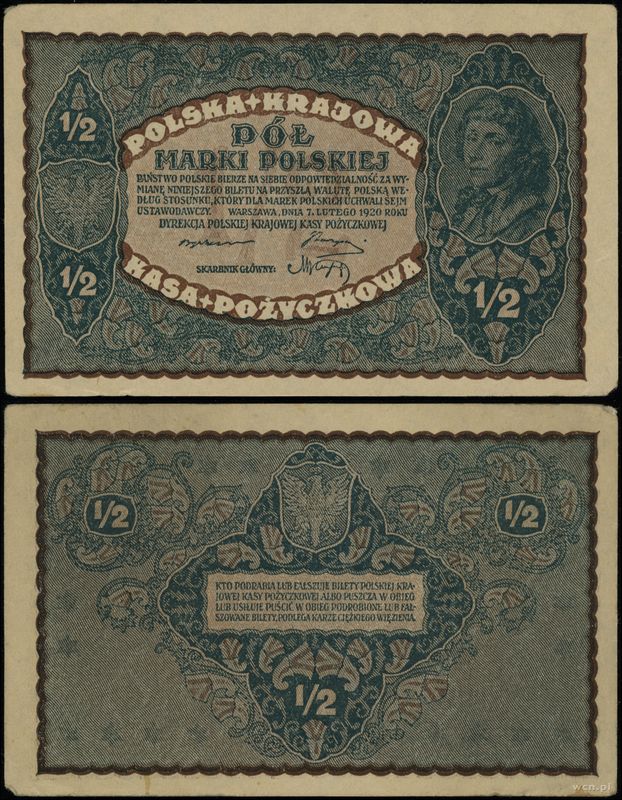 1/2
POLSKA + KRAJOWA
PÓŁ
MARKI POLSKIEJ
PAŃSTWO POLSKIE BIERZE NA SIEBIE ODPOWIEDZIALNOŚĆ ZA WY-
MIANĘ NINIEJSZEGO BILETU NA PRZYSZŁĄ WALUTĘ POLSKĄ WE-
DŁUG STOSUNKU, KTÓRY DLA MAREK POLSKICH UCHWALI SEJM
USTAWODAWCZY. WARSZAWA, DNIA 7. LUTEGO 1920 ROKU
DYREKCJA POLSKIEJ KRAJOWEJ KASY POŻYCZKOWEJ
SKARBNIK GŁÓWNY:
KASA + POŻYCZKOWA
1/2
1/2
1/2
1/2
KTO PODRABIA LUB FAŁSZUJE BILETY POLSKIEJ KRA-
JOWEJ KASY POŻYCZKOWEJ ALBO PUSZCZA W OBIEG
LUB USIŁUJE PUŚCIĆ W OBIEG PODROBIONE LUB FAŁ-
SZOWANE BILETY, PODLEGA KARZE CIĘŻKIEGO WIĘZIENIA.
1/2
wcn.pl